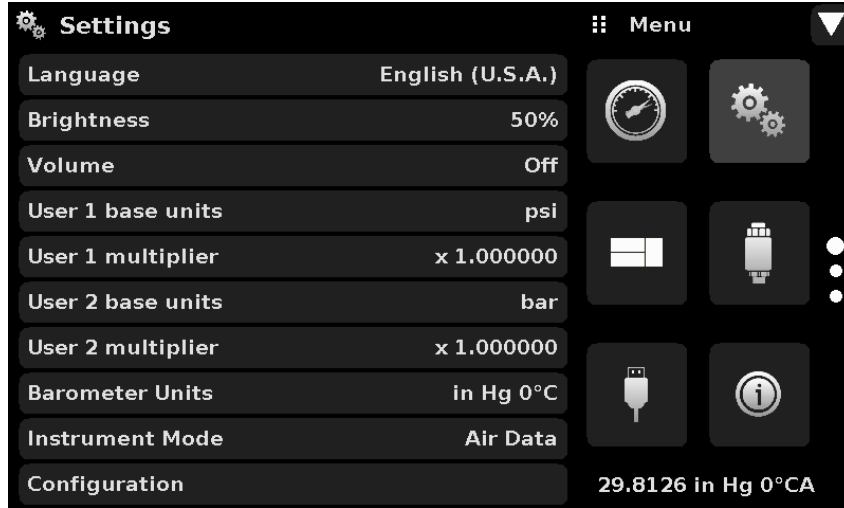 Settings
Language English (U.S.A.)
Brightness 50%
Volume Off
User 1 base units psi
User 1 multiplier x 1.000000
User 2 base units bar
User 2 multiplier x 1.000000
Barometer Units in Hg 0°C
Instrument Mode Air Data
Configuration
Menu
29.8126 in Hg 0°CA